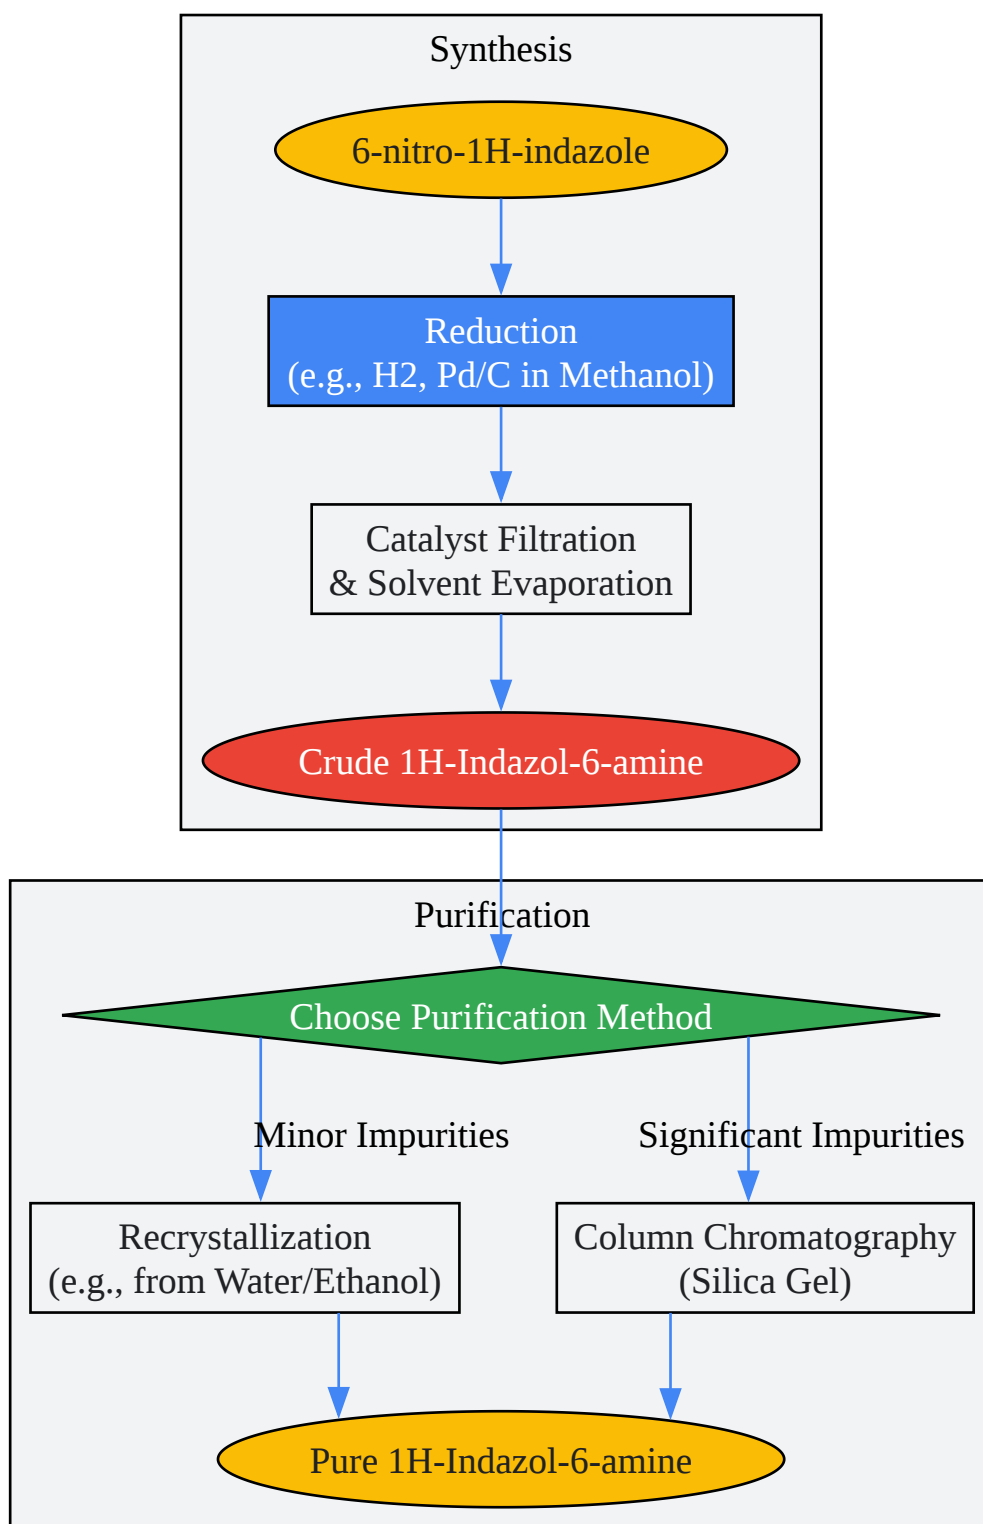 Synthesis
6-nitro-1H-indazole
Reduction
(e.g., H2, Pd/C in Methanol)
Catalyst Filtration
& Solvent Evaporation
Crude 1H-Indazol-6-amine
Purification
Choose Purification Method
Minor Impurities
Significant Impurities
Recrystallization
(e.g., from Water/Ethanol)
Column Chromatography
(Silica Gel)
Pure 1H-Indazol-6-amine